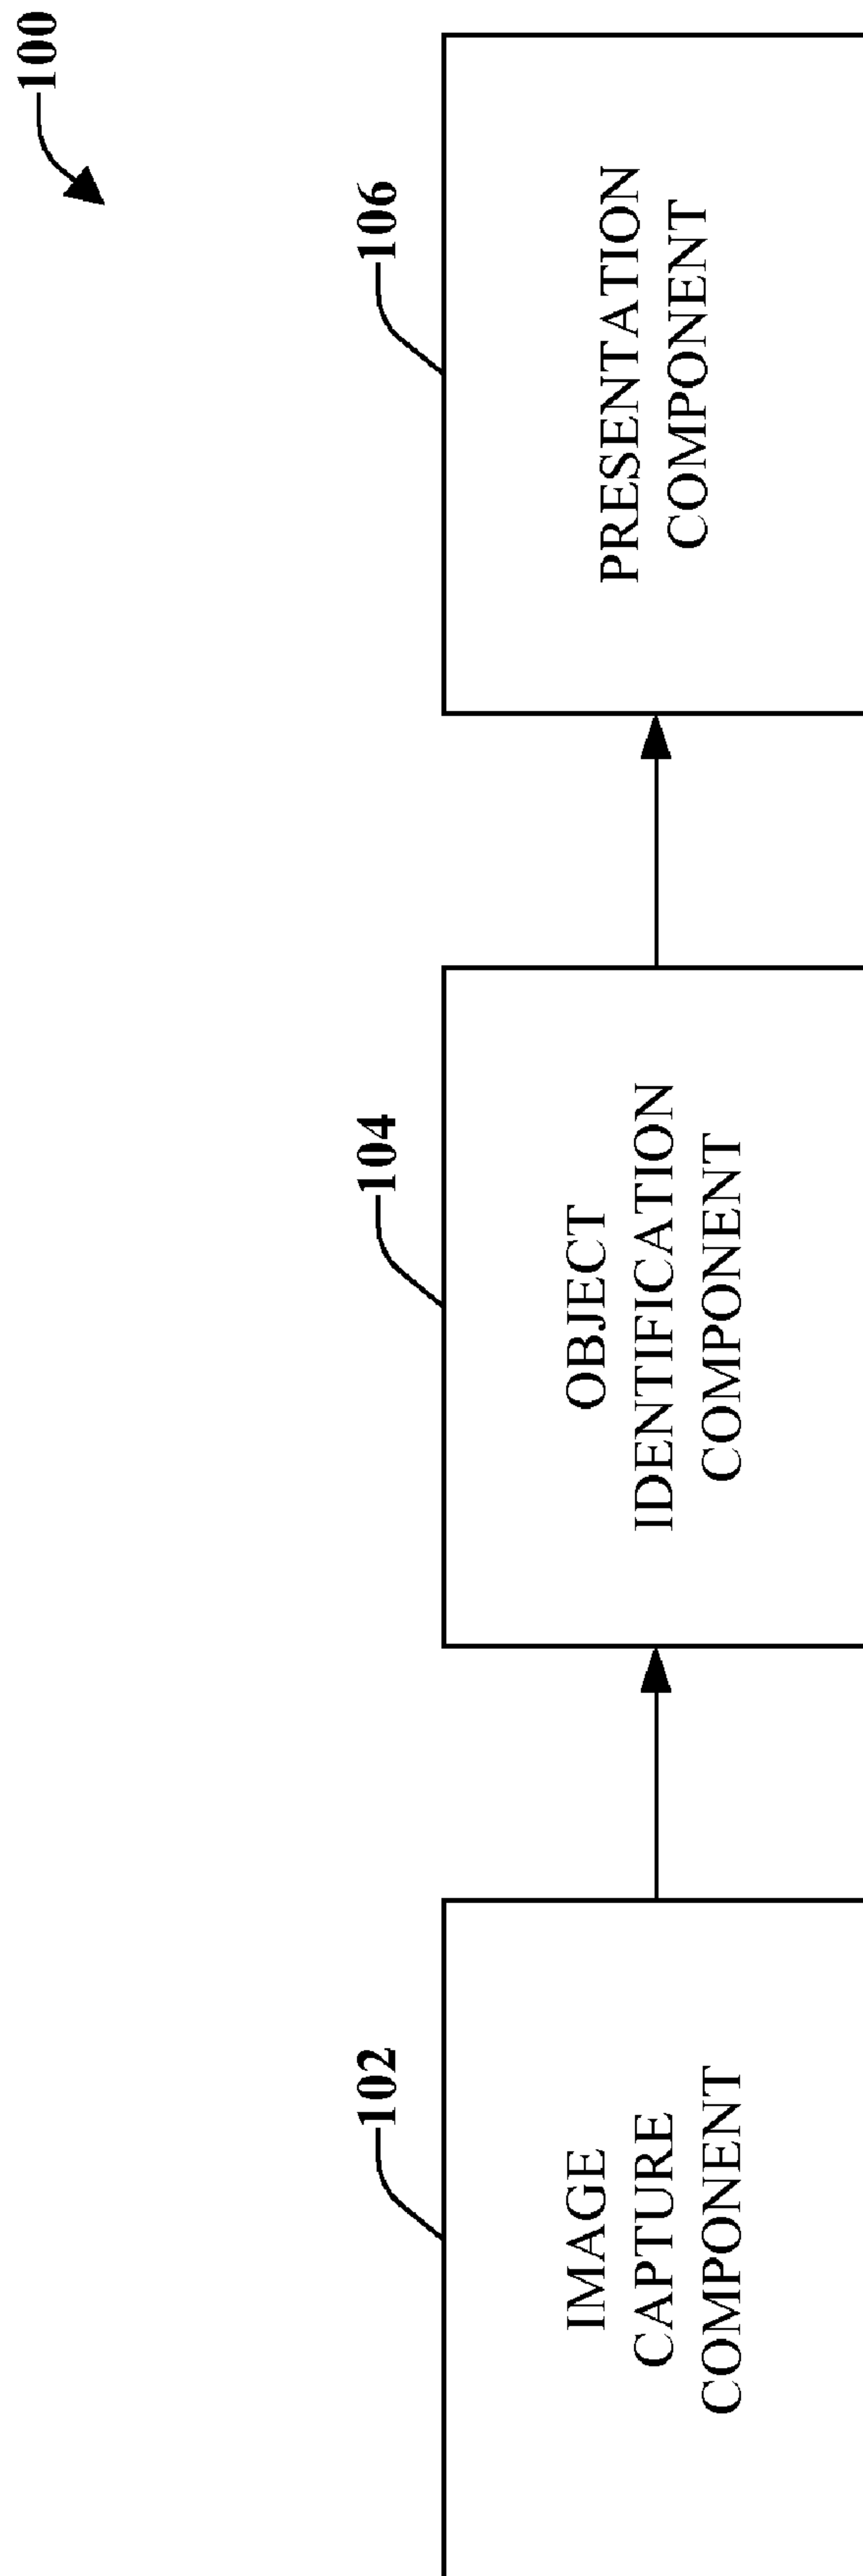 100
102
IMAGE
CAPTURE
COMPONENT
104
OBJECT
IDENTIFICATION
COMPONENT
106
PRESENTATION
COMPONENT